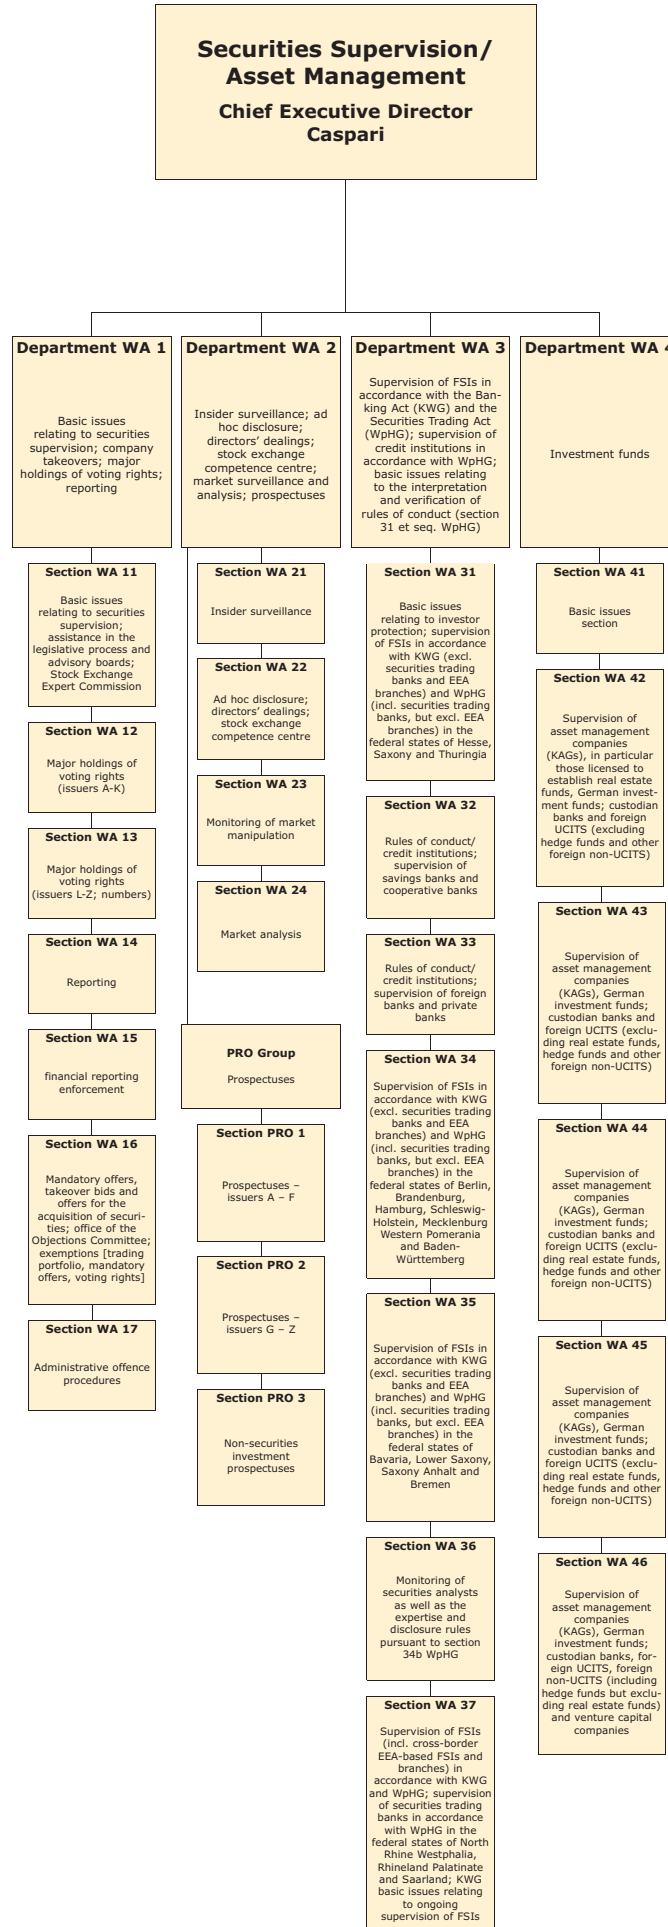 Securities Supervision/
Asset Management
Chief Executive Director
Caspari
Department WA 1
Basic issues
relating to securities
supervision; company
takeovers; major
holdings of voting rights;
reporting
Section WA 11
Basic issues
relating to securities
supervision;
assistance in the
legislative process and
advisory boards;
Stock Exchange
Expert Commission
Section WA 12
Major holdings of
voting rights
(issuers A-K)
Section WA 13
Major holdings of
voting rights
(issuers L-Z; numbers)
Section WA 14
Reporting
Section WA 15
financial reporting
enforcement
Section WA 16
Mandatory offers,
takeover bids and
offers for the
acquisition of securi-
ties; office of the
Objections Committee;
exemptions [trading
portfolio, mandatory
offers, voting rights]
Section WA 17
Administrative offence
procedures
Department WA 2
Insider surveillance; ad
hoc disclosure;
directors’ dealings;
stock exchange
competence centre;
market surveillance and
analysis; prospectuses
Section WA 21
Insider surveillance
Section WA 22
Ad hoc disclosure;
directors’ dealings;
stock exchange
competence centre
Section WA 23
Monitoring of market
manipulation
Section WA 24
Market analysis
PRO Group
Prospectuses
Section PRO 1
Prospectuses –
issuers A – F
Section PRO 2
Prospectuses –
issuers G – Z
Section PRO 3
Non-securities
investment
prospectuses
Department WA 3
Supervision of FSIs in
accordance with the Ban-
king Act (KWG) and the
Securities Trading Act
(WpHG); supervision of
credit institutions in
accordance with WpHG;
basic issues relating
to the interpretation
and verification of
rules of conduct (section
31 et seq. WpHG)
Section WA 31
Basic issues
relating to investor
protection; supervision
of FSIs in accordance
with KWG (excl.
securities trading
banks and EEA
branches) and WpHG
(incl. securities trading
banks, but excl. EEA
branches) in the
federal states of Hesse,
Saxony and Thuringia
Section WA 32
Rules of conduct/
credit institutions;
supervision of
savings banks and
cooperative banks
Section WA 33
Rules of conduct/
credit institutions;
supervision of foreign
banks and private
banks
Section WA 34
Supervision of FSIs in
accordance with KWG
(excl. securities trading
banks and EEA
branches) and WpHG
(incl. securities trading
banks, but excl. EEA
branches) in the
federal states of Berlin,
Brandenburg,
Hamburg, Schleswig-
Holstein, Mecklenburg
Western Pomerania
and Baden-
Württemberg
Section WA 35
Supervision of FSIs in
accordance with KWG
(excl. securities trading
banks and EEA
branches) and WpHG
(incl. securities trading
banks, but excl. EEA
branches) in the
federal states of
Bavaria, Lower Saxony,
Saxony Anhalt and
Bremen
Section WA 36
Monitoring of
securities analysts
as well as the
expertise and
disclosure rules
pursuant to section
34b WpHG
Section WA 37
Supervision of FSIs
(incl. cross-border
EEA-based FSIs and
branches) in
accordance with KWG
and WpHG; supervision
of securities trading
banks in accordance
with WpHG in the
federal states of North
Rhine Westphalia,
Rhineland Palatinate
and Saarland; KWG
basic issues relating
to ongoing
supervision of FSIs
Department WA 4
Investment funds
Section WA 41
Basic issues
section
Section WA 42
Supervision of
asset management
companies
(KAGs), in particular
those licensed to
establish real estate
funds, German invest-
ment funds; custodian
banks and foreign
UCITS (excluding
hedge funds and other
foreign non-UCITS)
Section WA 43
Supervision of
asset management
companies
(KAGs), German
investment funds;
custodian banks and
foreign UCITS (exclu-
ding real estate funds,
hedge funds and other
foreign non-UCITS)
Section WA 44
Supervision of
asset management
companies
(KAGs), German
investment funds;
custodian banks and
foreign UCITS (exclu-
ding real estate funds,
hedge funds and other
foreign non-UCITS)
Section WA 45
Supervision of
asset management
companies
(KAGs), German
investment funds;
custodian banks and
foreign UCITS (exclu-
ding real estate funds,
hedge funds and other
foreign non-UCITS)
Section WA 46
Supervision of
asset management
companies
(KAGs), German
investment funds;
custodian banks, for-
eign UCITS, foreign
non-UCITS (including
hedge funds but exclu-
ding real estate funds)
and venture capital
companies